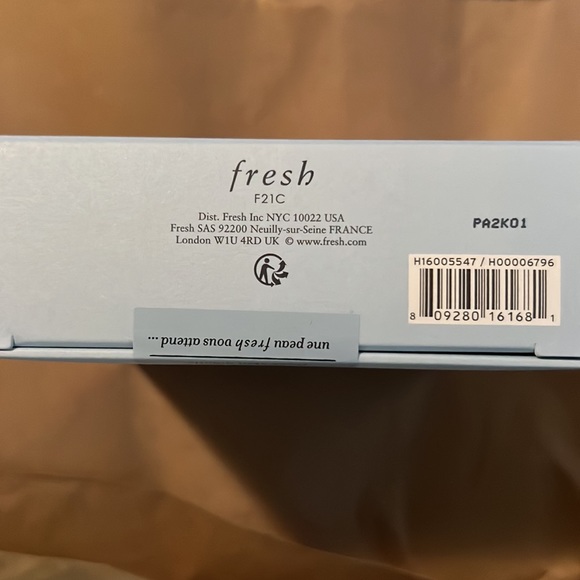 fresh
F21C
Dist. Fresh Inc NYC 10022 USA
Fresh SAS 92200 Neuilly-sur-Seine FRANCE
London W1U 4RD UK © www.fresh.com
PA2K01
H16005547 / H00006796
8 09280 16168 1
une peau fresh vous attend ...